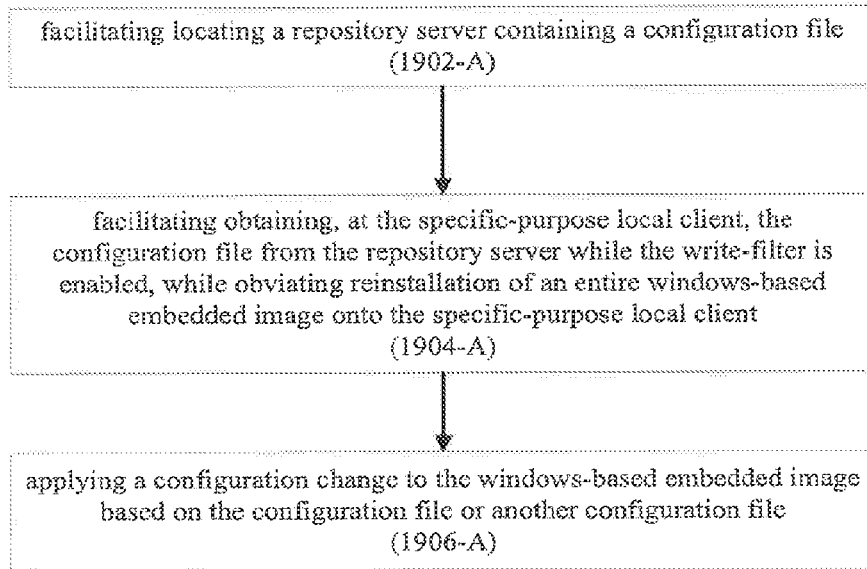 facilitating locating a repository server containing a configuration file
(1902-A)
facilitating obtaining, at the specific-purpose local client, the
configuration file from the repository server while the write-filter is
enabled, while obviating reinstallation of an entire windows-based
embedded image onto the specific-purpose local client
(1904-A)
applying a configuration change to the windows-based embedded image
based on the configuration file or another configuration file
(1906-A)